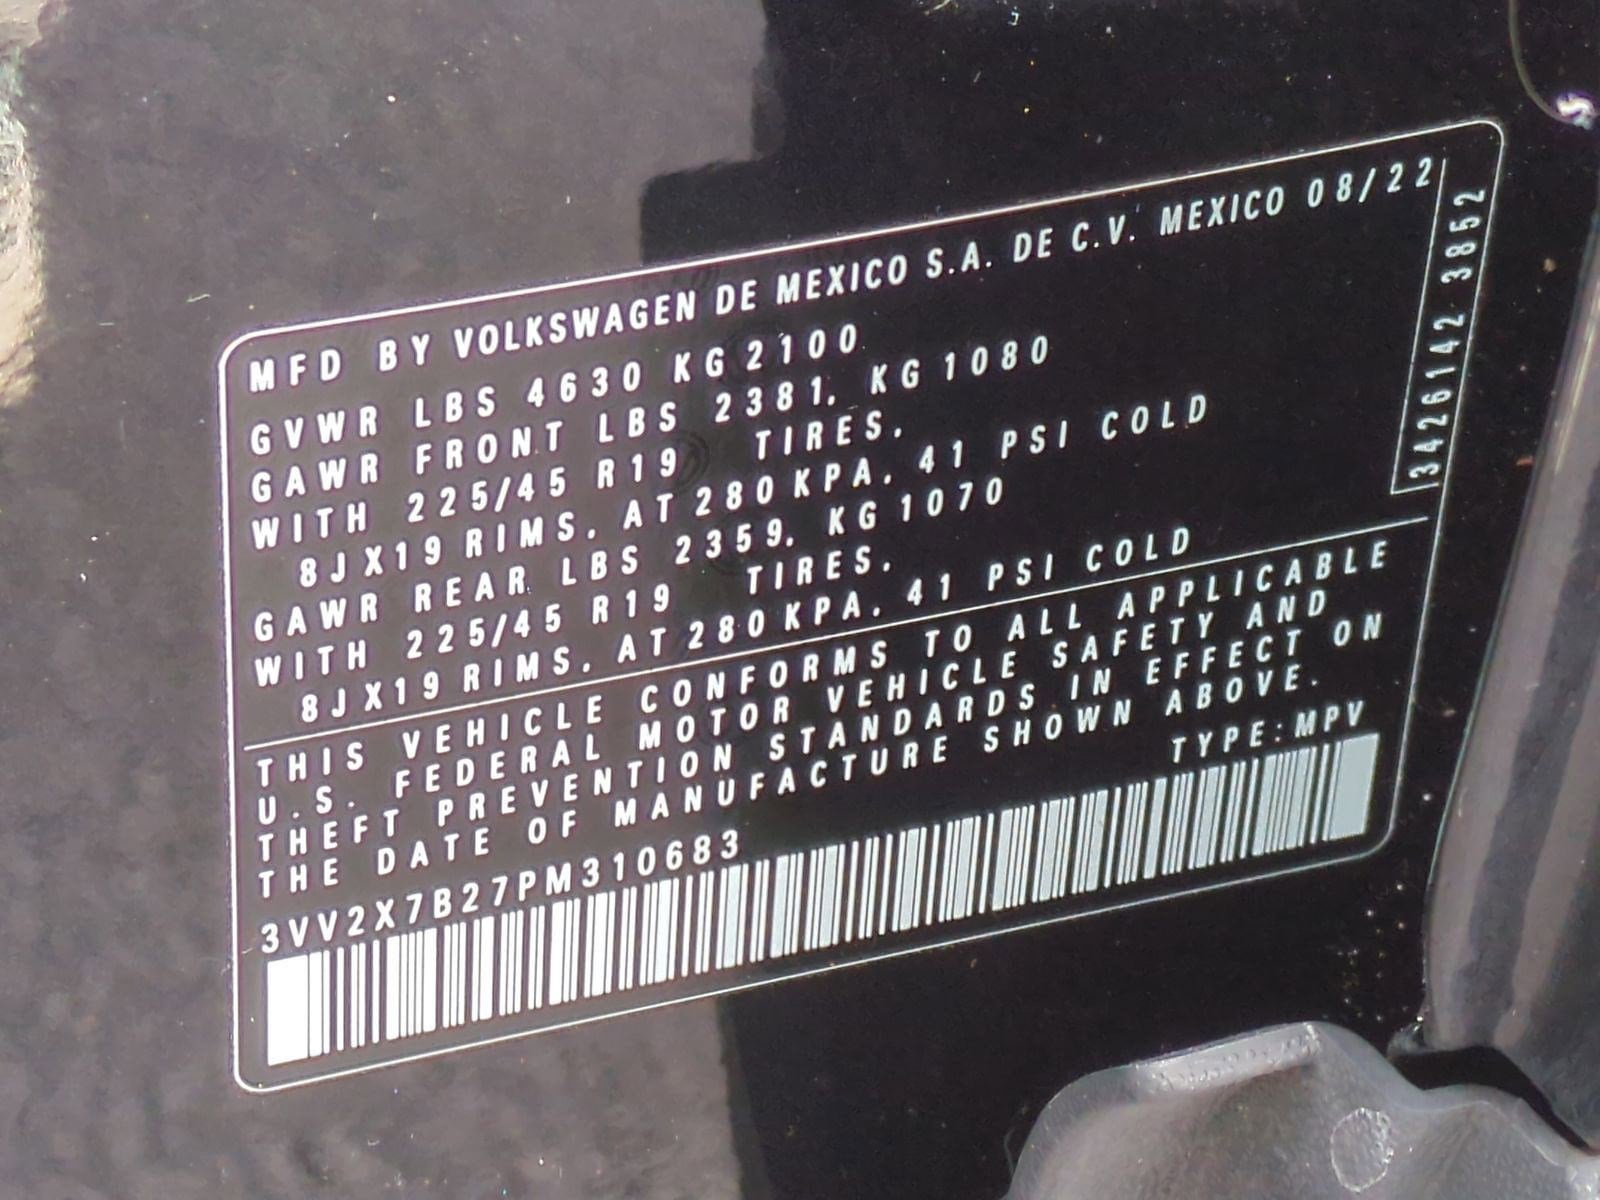 MFD BY VOLKSWAGEN DE MEXICO S.A. DE C.V. MEXICO 08/22
GVWR LBS 4630 KG 2100
GAWR FRONT LBS 2381. KG 1080
WITH 225/45 R19 TIRES.
8JX19 RIMS. AT 280 KPA. 41 PSI COLD
GAWR REAR LBS 2359. KG 1070
WITH 225/45 R19 TIRES.
8JX19 RIMS. AT 280 KPA. 41 PSI COLD
3426142 3852
THIS VEHICLE CONFORMS TO ALL APPLICABLE
U.S. FEDERAL MOTOR VEHICLE SAFETY AND
THEFT PREVENTION STANDARDS IN EFFECT ON
THE DATE OF MANUFACTURE SHOWN ABOVE.
TYPE:MPV
3VV2X7B27PM310683